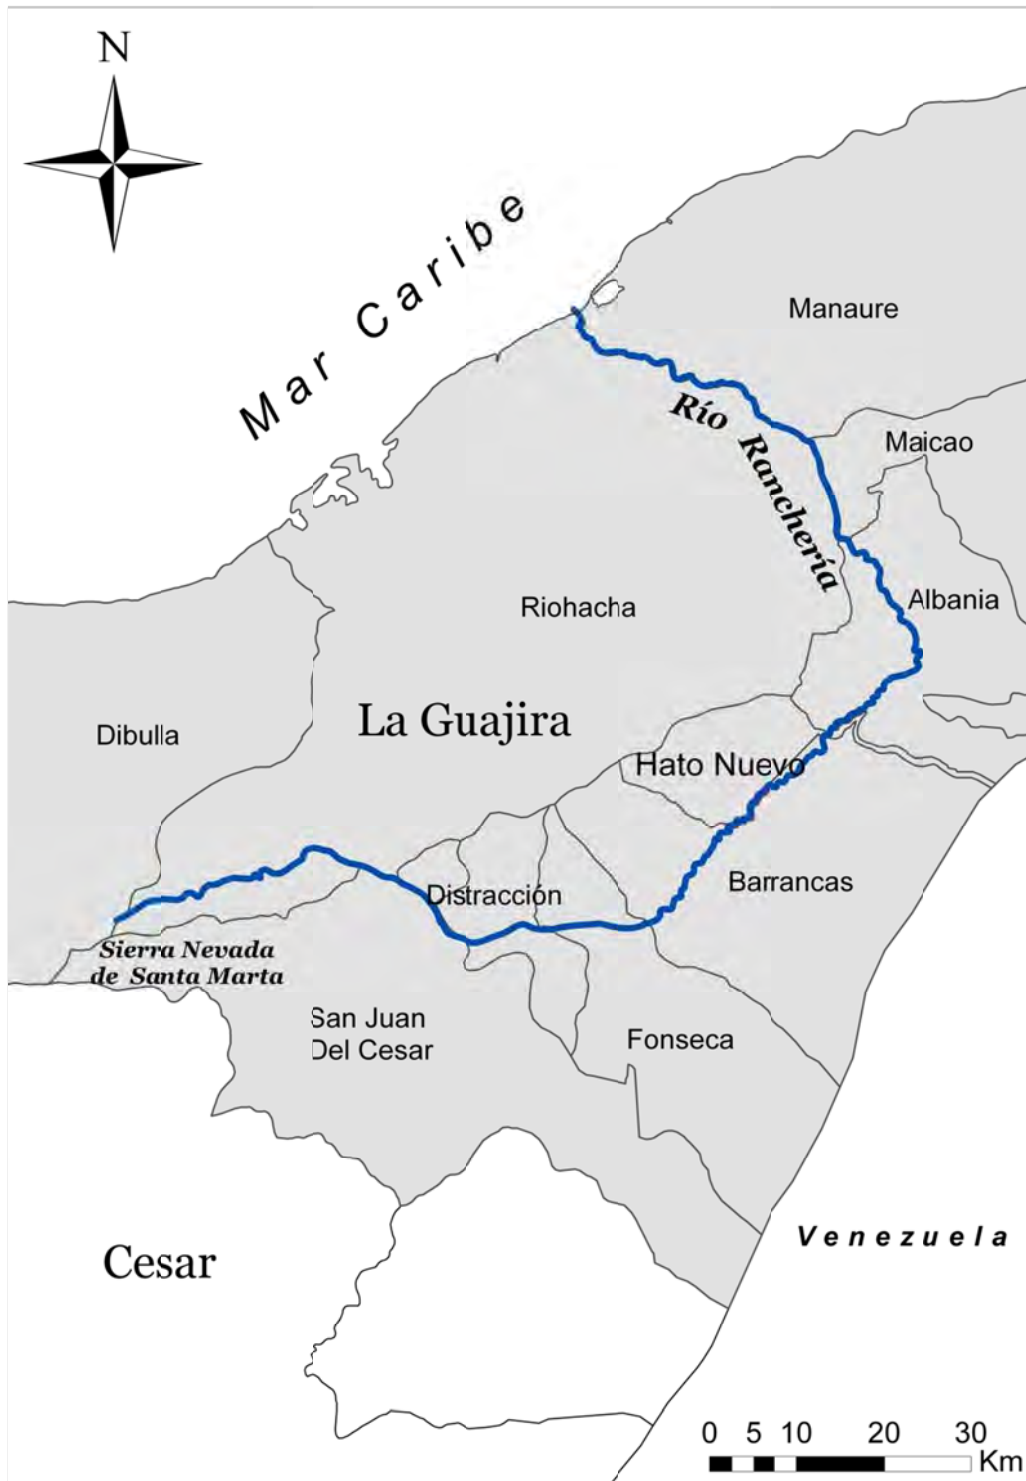 N
Mar Caribe
Manaure
Río Ranchería
Maicao
Albania
Riohacha
La Guajira
Dibulla
Hato Nuevo
Barrancas
Distracción
Sierra Nevada
de Santa Marta
San Juan
Del Cesar
Fonseca
Venezuela
Cesar
0 5 10 20 30
Km